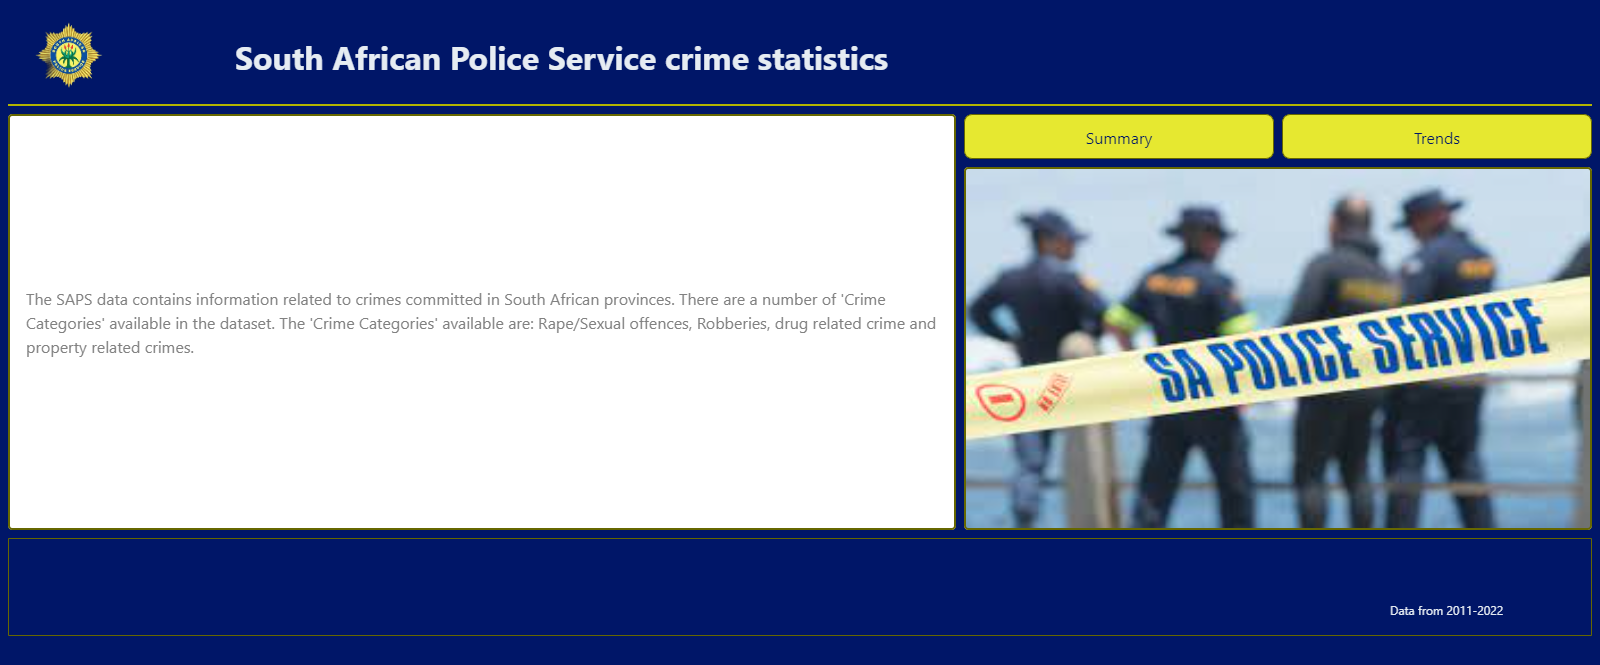 South African Police Service crime statistics
Summary
Trends
The SAPS data contains information related to crimes committed in South African provinces. There are a number of 'Crime
Categories' available in the dataset. The 'Crime Categories' available are: Rape/Sexual offences, Robberies, drug related crime and
property related crimes.
SA POLICE SERVICE
Data from 2011-2022